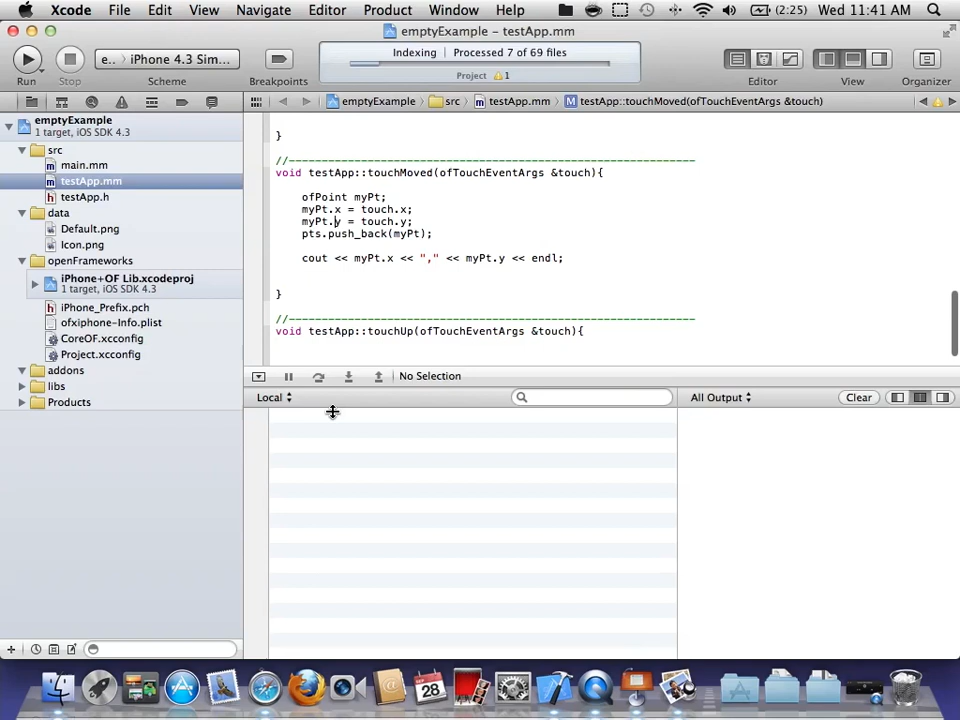 Xcode File Edit View Navigate Editor Product Window Help (2:25) Wed 11:41 AM
emptyExample – testApp.mm
Indexing | Processed 7 of 69 files
Project 1
e.. iPhone 4.3 Sim...
Run Stop Scheme Breakpoints Editor View Organizer
emptyExample src testApp.mm M testApp::touchMoved(ofTouchEventArgs &touch)
emptyExample
1 target, iOS SDK 4.3
src
main.mm
testApp.mm
testApp.h
data
Default.png
Icon.png
openFrameworks
iPhone+OF Lib.xcodeproj
1 target, iOS SDK 4.3
iPhone_Prefix.pch
ofxiphone-Info.plist
CoreOF.xcconfig
Project.xcconfig
addons
libs
Products
}
//--------------------------------------------------------------
void testApp::touchMoved(ofTouchEventArgs &touch){
ofPoint myPt;
myPt.x = touch.x;
myPt.y = touch.y;
pts.push_back(myPt);
cout << myPt.x << "," << myPt.y << endl;
}
//--------------------------------------------------------------
void testApp::touchUp(ofTouchEventArgs &touch){
No Selection
Local All Output Clear
28